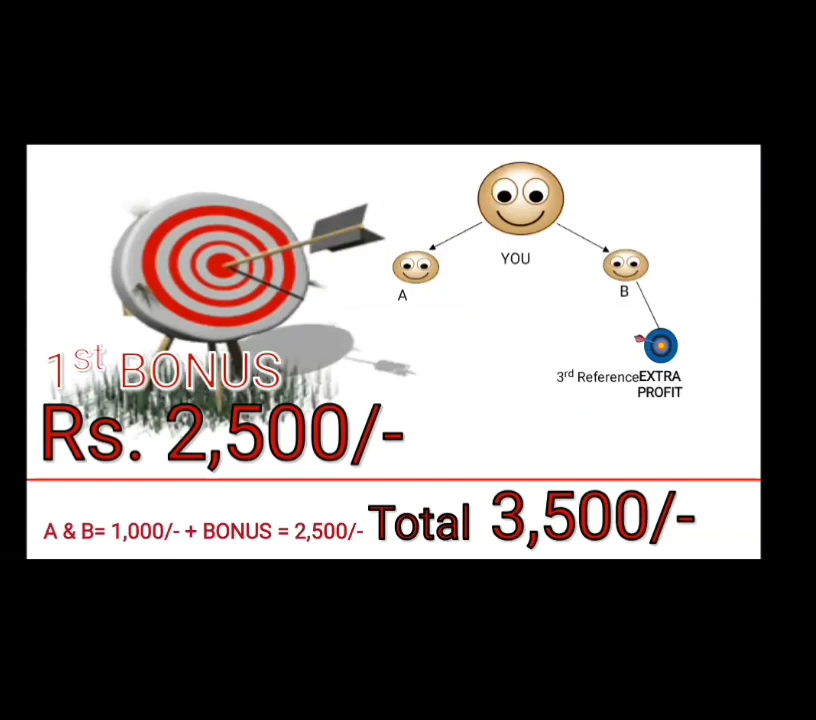 YOU
A
B
3rd Reference EXTRA
PROFIT
1st BONUS
Rs. 2,500/-
A & B= 1,000/- + BONUS = 2,500/- Total 3,500/-